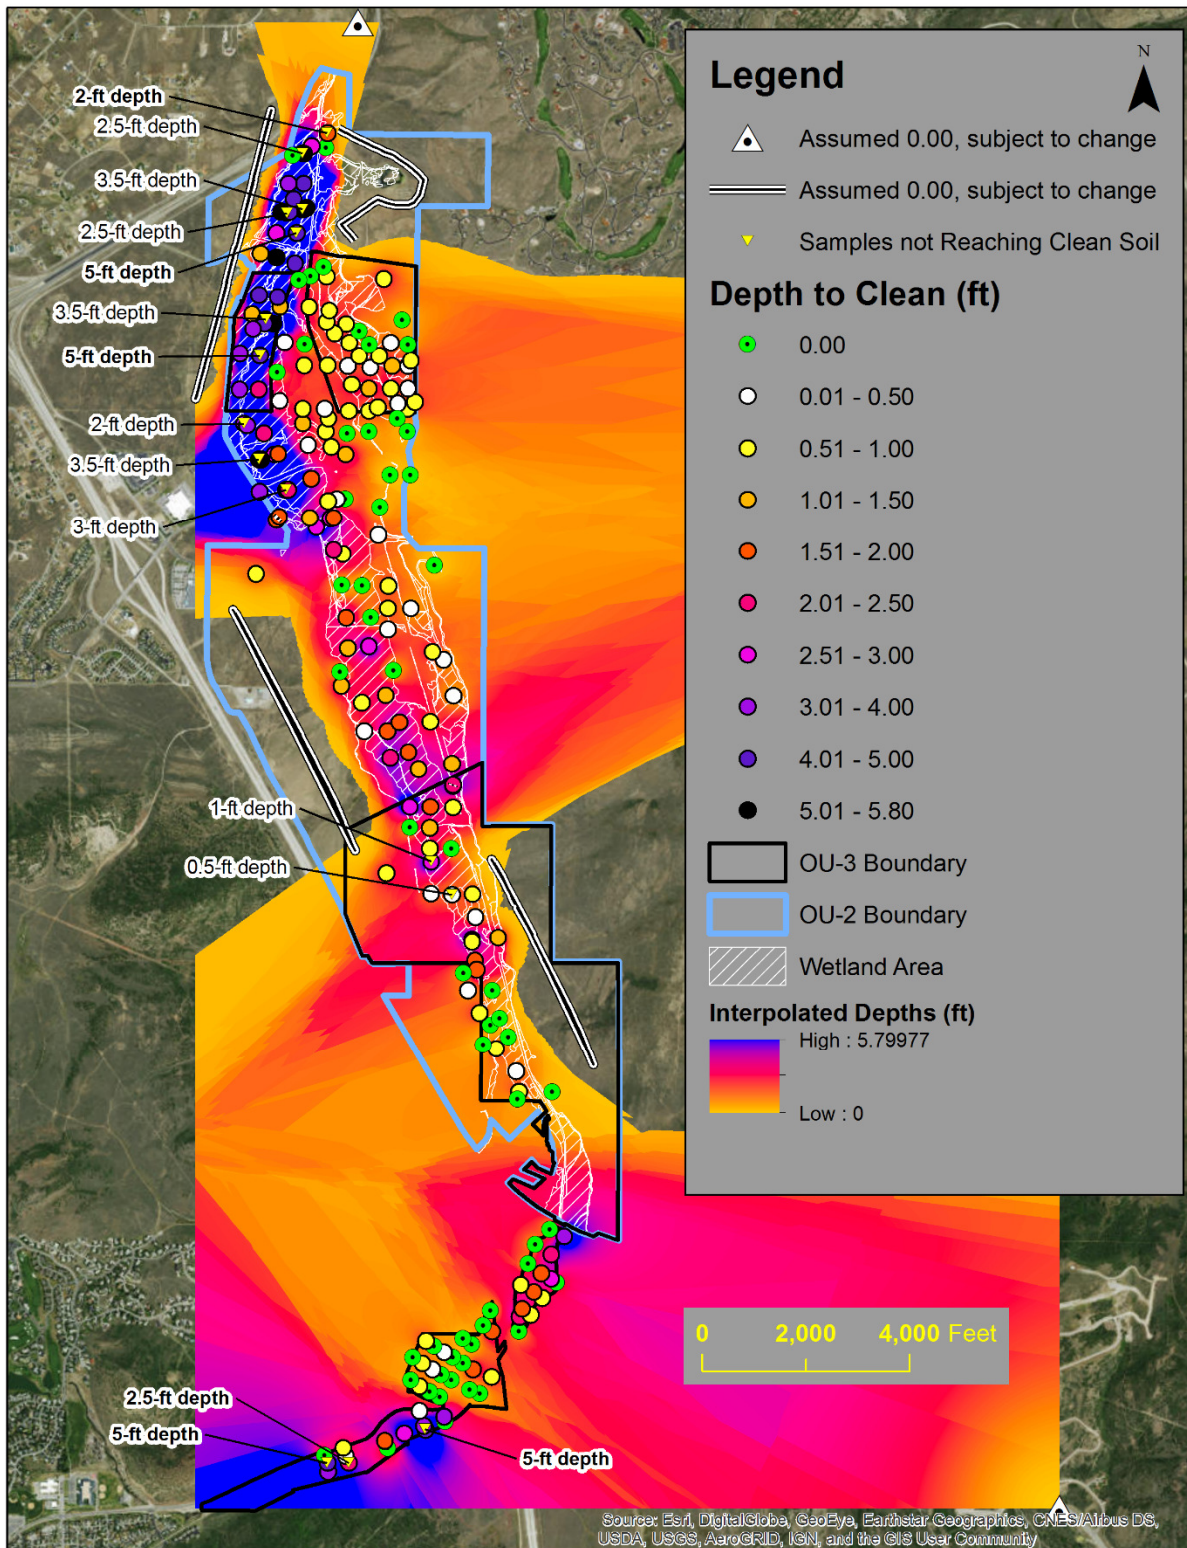 2-ft depth
2.5-ft depth
3.5-ft depth
2.5-ft depth
5-ft depth
3.5-ft depth
5-ft depth
2-ft depth
3.5-ft depth
3-ft depth
1-ft depth
0.5-ft depth
2.5-ft depth
5-ft depth
5-ft depth
Legend
N
Assumed 0.00, subject to change
Assumed 0.00, subject to change
Samples not Reaching Clean Soil
Depth to Clean (ft)
0.00
0.01 - 0.50
0.51 - 1.00
1.01 - 1.50
1.51 - 2.00
2.01 - 2.50
2.51 - 3.00
3.01 - 4.00
4.01 - 5.00
5.01 - 5.80
OU-3 Boundary
OU-2 Boundary
Wetland Area
Interpolated Depths (ft)
High : 5.79977
Low : 0
0 2,000 4,000 Feet
Source: Esri, DigitalGlobe, GeoEye, Earthstar Geographics, CNES/Airbus DS,
USDA, USGS, AeroGRID, IGN, and the GIS User Community